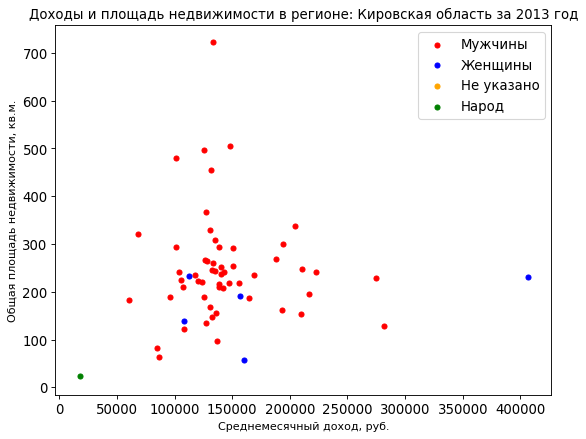 Доходы и площадь недвижимости в регионе: Кировская область за 2013 год
Мужчины
Женщины
Не указано
Народ
Общая площадь недвижимости, кв.м.
700
600
500
400
300
200
100
0
0 50000 100000 150000 200000 250000 300000 350000 400000
Среднемесячный доход, руб.